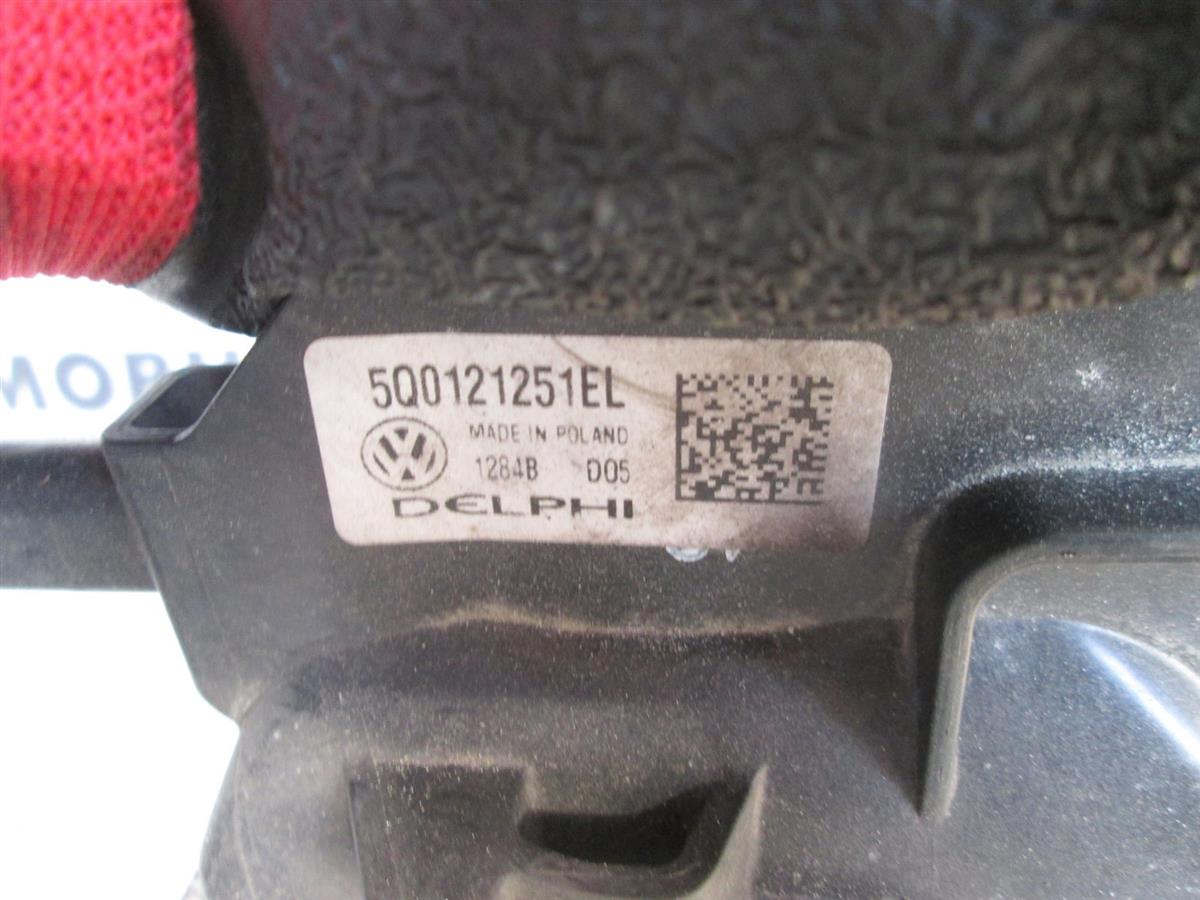 5Q0121251EL
MADE IN POLAND
1284B D05
DELPHI